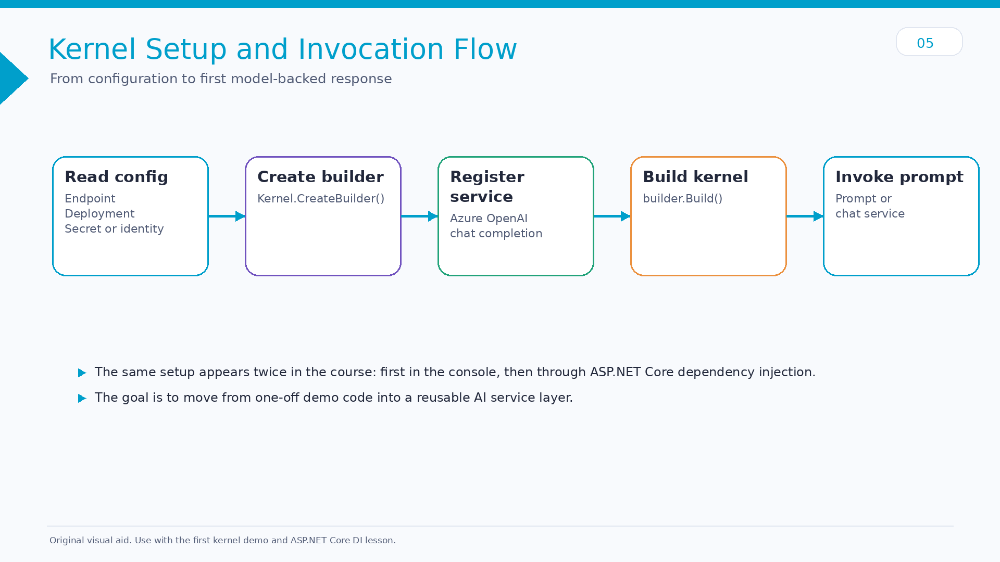 Kernel Setup and Invocation Flow
05
From configuration to first model-backed response
Read config
Endpoint
Deployment
Secret or identity
Create builder
Kernel.CreateBuilder()
Register
service
Azure OpenAI
chat completion
Build kernel
builder.Build()
Invoke prompt
Prompt or
chat service
The same setup appears twice in the course: first in the console, then through ASP.NET Core dependency injection.
The goal is to move from one-off demo code into a reusable AI service layer.
Original visual aid. Use with the first kernel demo and ASP.NET Core DI lesson.